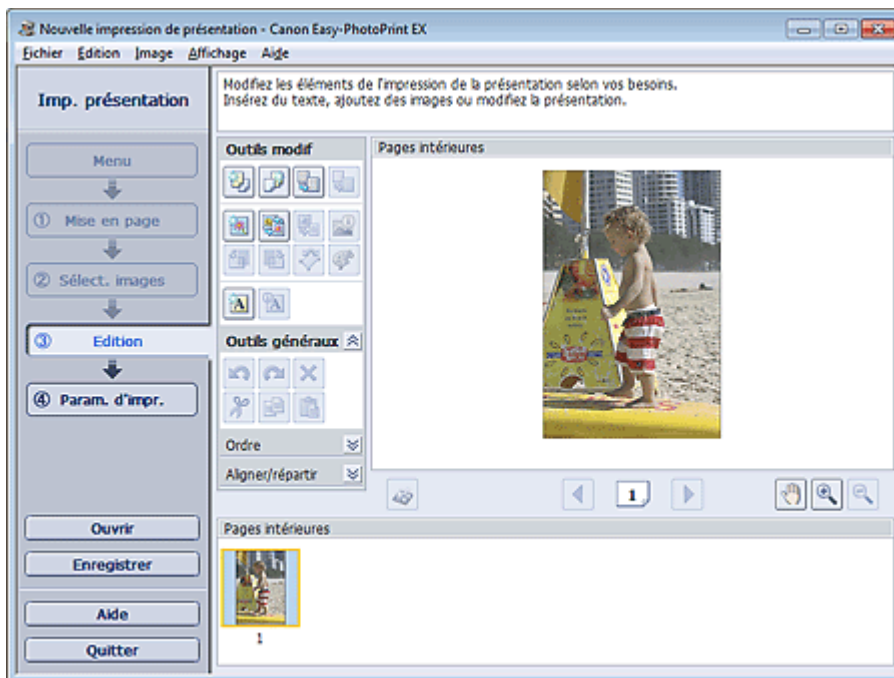 Nouvelle impression de présentation - Canon Easy-PhotoPrint EX
Fichier Edition Image Affichage Aide
Imp. présentation
Modifiez les éléments de l'impression de la présentation selon vos besoins.
Insérez du texte, ajoutez des images ou modifiez la présentation.
Menu
① Mise en page
② Sélect. images
③ Edition
④ Param. d'impr.
Ouvrir
Enregistrer
Aide
Quitter
Outils modif
A
A
Outils généraux
Ordre
Aligner/répartir
Pages intérieures
1
Pages intérieures
1